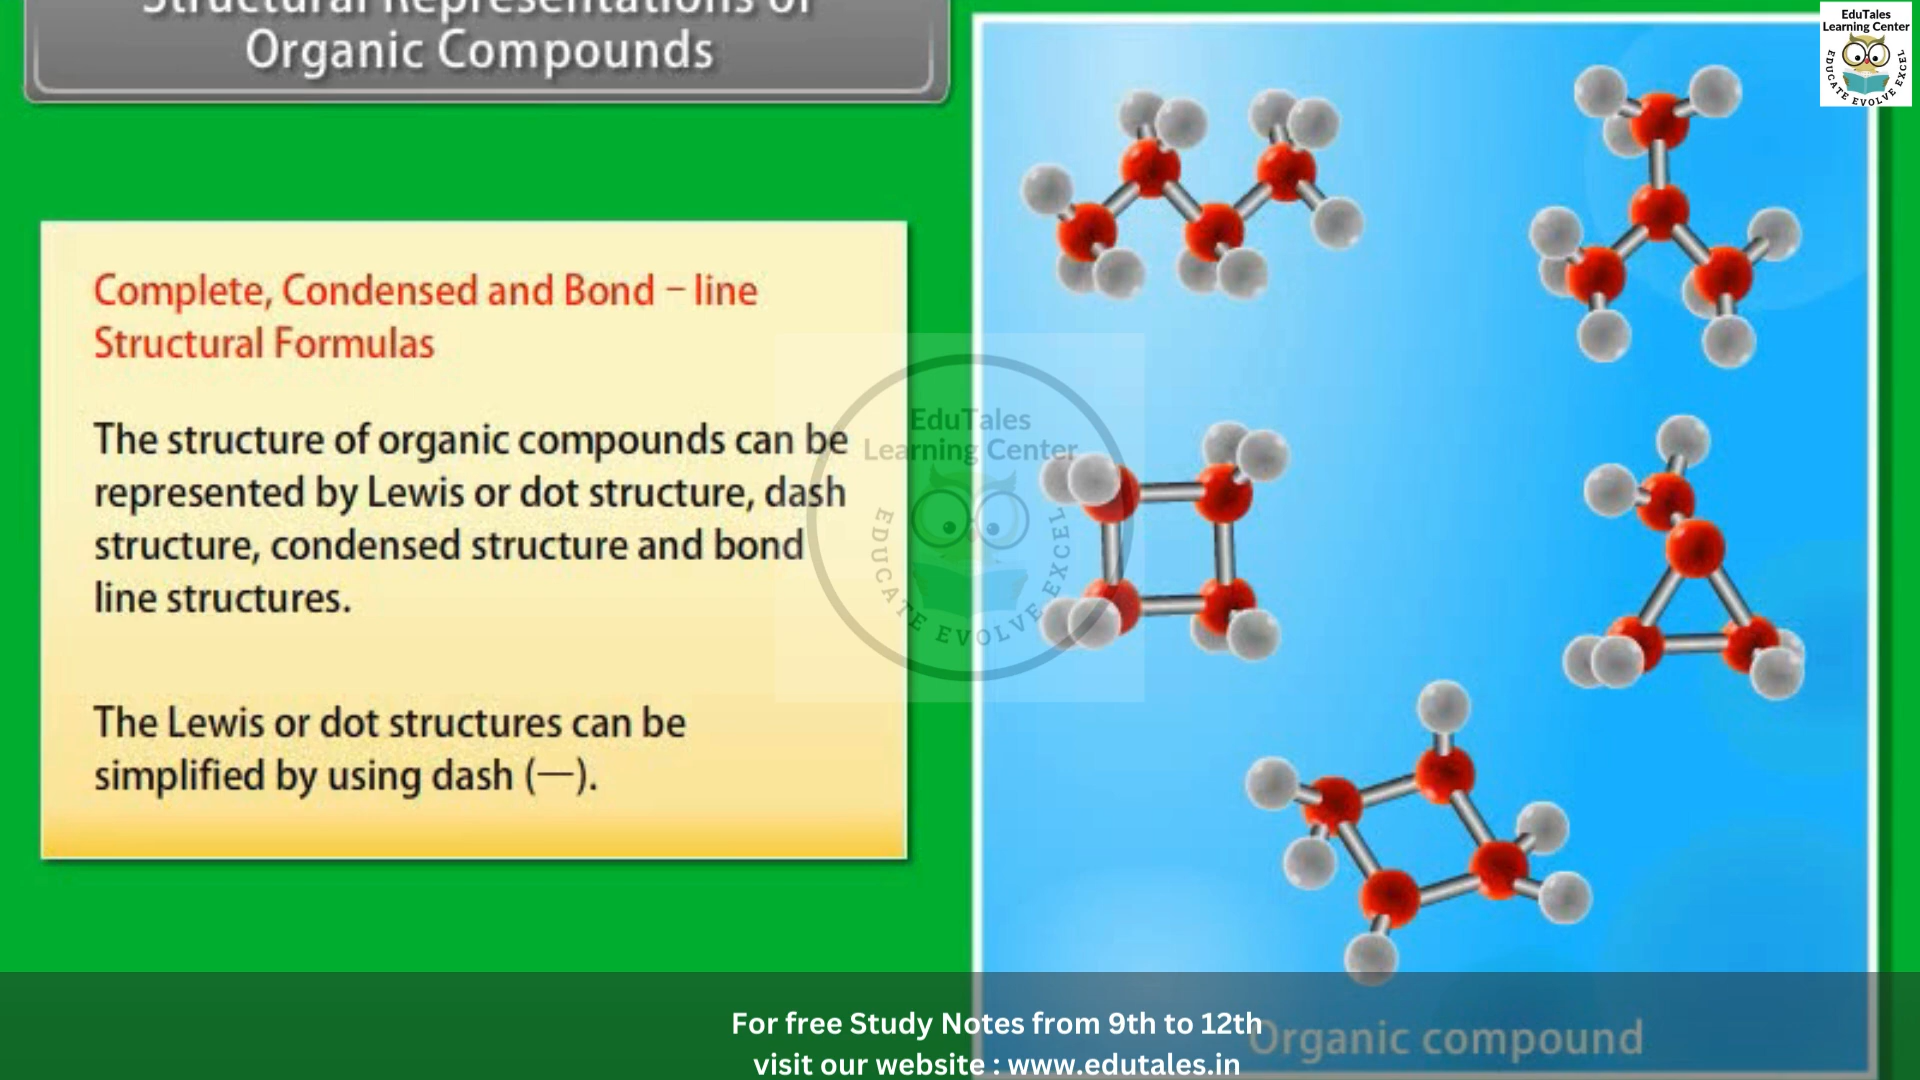 Structural Representations of
Organic Compounds
EduTales
Learning Center
EDUCATE EVOLVE EXCEL
Complete, Condensed and Bond – line
Structural Formulas
The structure of organic compounds can be
represented by Lewis or dot structure, dash
structure, condensed structure and bond
line structures.
The Lewis or dot structures can be
simplified by using dash (—).
EduTales
Learning Center
EDUCATE EVOLVE EXCEL
Organic compound
For free Study Notes from 9th to 12th
visit our website : www.edutales.in